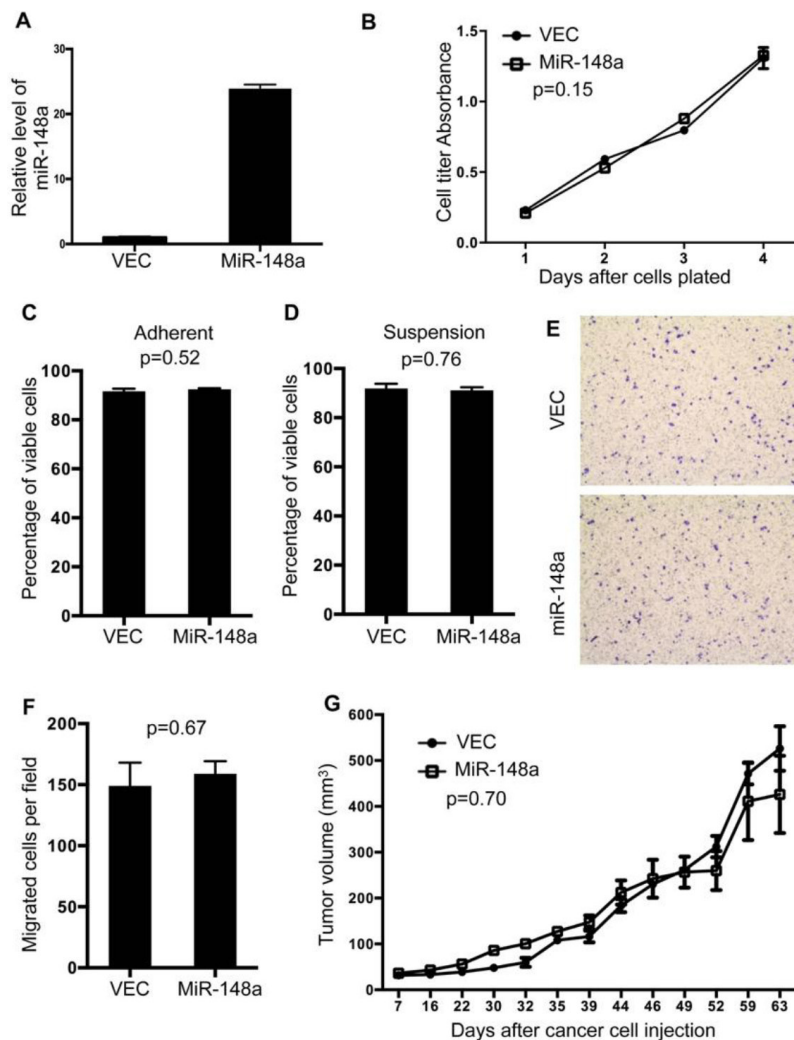 A
Relative level of
miR-148a
30
20
10
0
VEC
MiR-148a
B
VEC
MiR-148a
p=0.15
Cell titer Absorbance
1.5
1.0
0.5
0.0
1 2 3 4
Days after cells plated
C
Adherent
p=0.52
Percentage of viable cells
100
80
60
40
20
0
VEC
MiR-148a
D
Suspension
p=0.76
Percentage of viable cells
100
80
60
40
20
0
VEC
MiR-148a
E
VEC
miR-148a
F
p=0.67
Migrated cells per field
200
150
100
50
0
VEC
MiR-148a
G
VEC
MiR-148a
p=0.70
Tumor volume (mm³)
600
500
400
300
200
100
0
7 16 22 30 32 35 39 44 46 49 52 59 63
Days after cancer cell injection